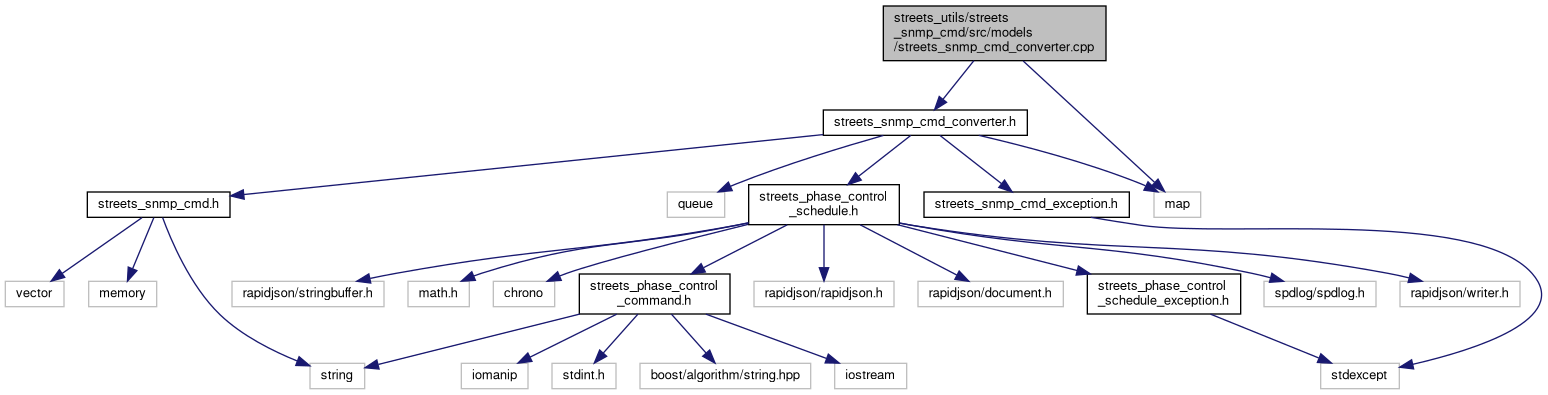 streets_utils/streets
_snmp_cmd/src/models
/streets_snmp_cmd_converter.cpp
streets_snmp_cmd_converter.h
streets_snmp_cmd.h
queue
streets_phase_control
_schedule.h
streets_snmp_cmd_exception.h
map
vector
memory
rapidjson/stringbuffer.h
math.h
chrono
streets_phase_control
_command.h
rapidjson/rapidjson.h
rapidjson/document.h
streets_phase_control
_schedule_exception.h
spdlog/spdlog.h
rapidjson/writer.h
string
iomanip
stdint.h
boost/algorithm/string.hpp
iostream
stdexcept